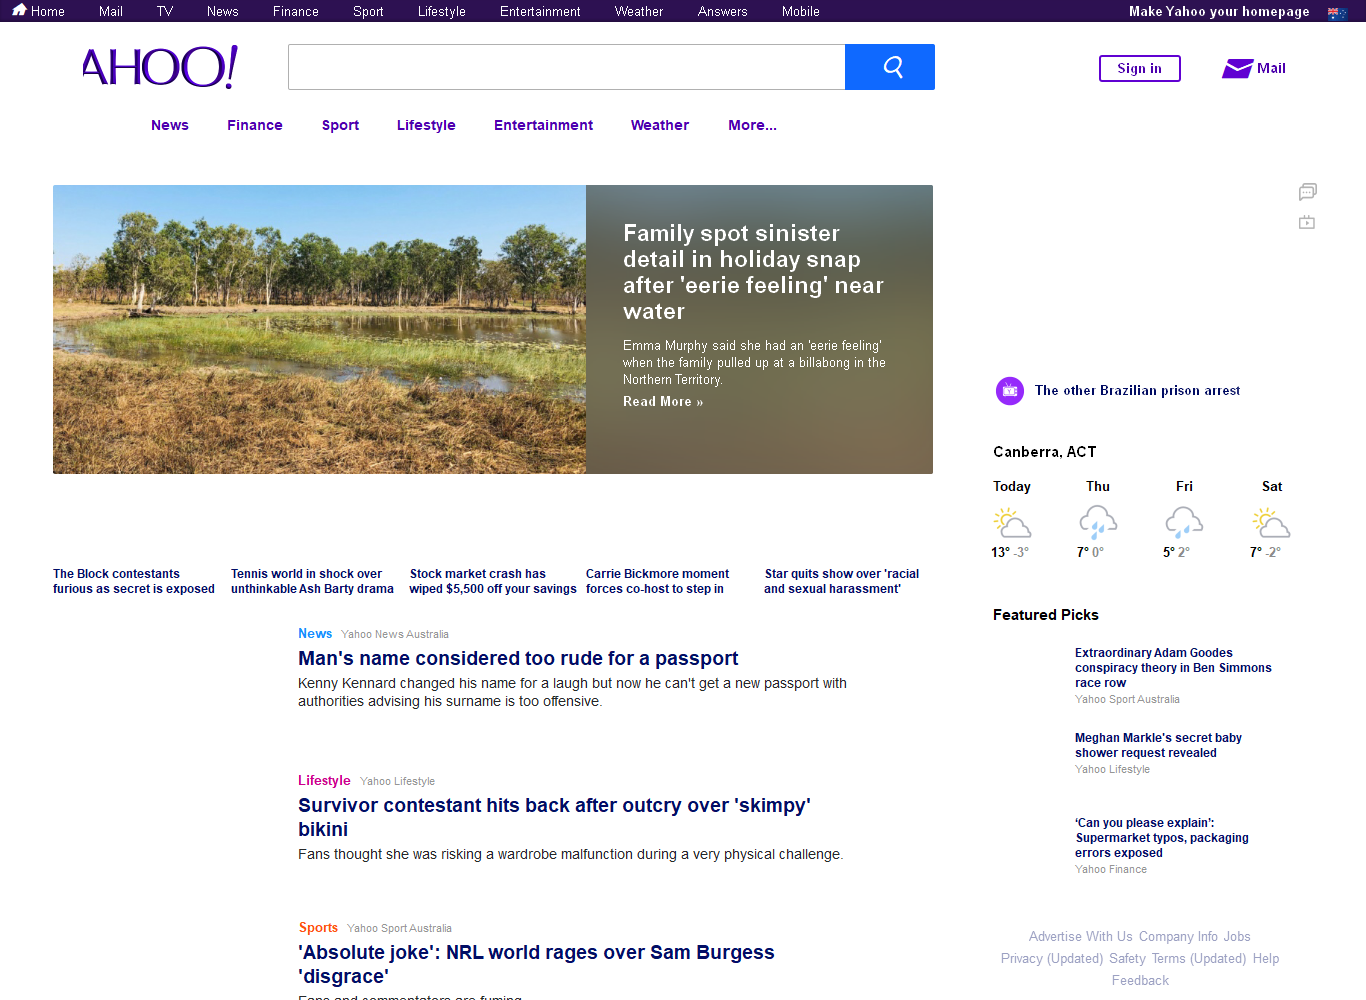 Home Mail TV News Finance Sport Lifestyle Entertainment Weather Answers Mobile Make Yahoo your homepage
AHOO!
Sign in
Mail
News Finance Sport Lifestyle Entertainment Weather More...
Family spot sinister
detail in holiday snap
after 'eerie feeling' near
water
Emma Murphy said she had an 'eerie feeling'
when the family pulled up at a billabong in the
Northern Territory.
Read More »
The other Brazilian prison arrest
Canberra, ACT
Today Thu Fri Sat
13° -3° 7° 0° 5° 2° 7° -2°
The Block contestants
furious as secret is exposed
Tennis world in shock over
unthinkable Ash Barty drama
Stock market crash has
wiped $5,500 off your savings
Carrie Bickmore moment
forces co-host to step in
Star quits show over 'racial
and sexual harassment'
News Yahoo News Australia
Man's name considered too rude for a passport
Kenny Kennard changed his name for a laugh but now he can't get a new passport with
authorities advising his surname is too offensive.
Lifestyle Yahoo Lifestyle
Survivor contestant hits back after outcry over 'skimpy'
bikini
Fans thought she was risking a wardrobe malfunction during a very physical challenge.
Sports Yahoo Sport Australia
'Absolute joke': NRL world rages over Sam Burgess
'disgrace'
Fans and commentators are fuming
Featured Picks
Extraordinary Adam Goodes
conspiracy theory in Ben Simmons
race row
Yahoo Sport Australia
Meghan Markle's secret baby
shower request revealed
Yahoo Lifestyle
‘Can you please explain’:
Supermarket typos, packaging
errors exposed
Yahoo Finance
Advertise With Us Company Info Jobs
Privacy (Updated) Safety Terms (Updated) Help
Feedback